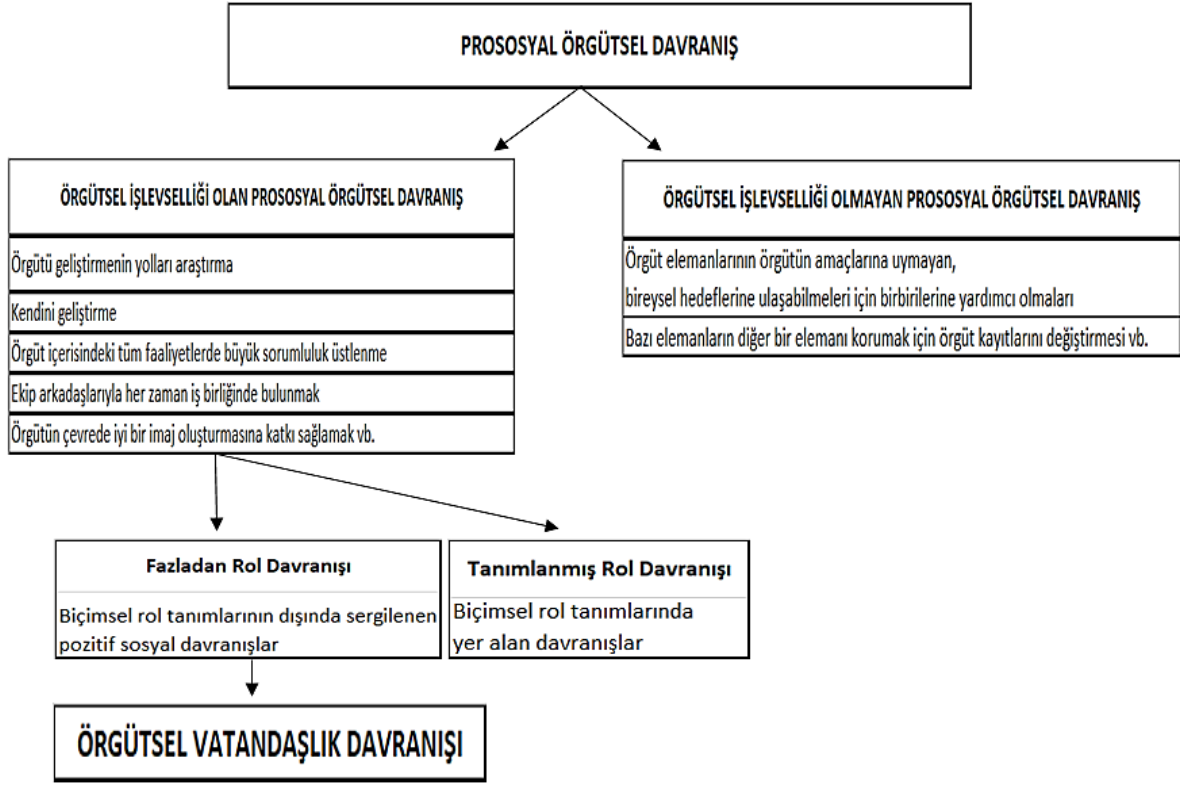 PROSOSYAL ÖRGÜTSEL DAVRANIŞ
ÖRGÜTSEL İŞLEVSELLİĞİ OLAN PROSOSYAL ÖRGÜTSEL DAVRANIŞ
Örgütü geliştirmenin yolları araştırma
Kendini geliştirme
Örgüt içerisindeki tüm faaliyetlerde büyük sorumluluk üstlenme
Ekip arkadaşlarıyla her zaman iş birliğinde bulunmak
Örgütün çevrede iyi bir imaj oluşturmasına katkı sağlamak vb.
ÖRGÜTSEL İŞLEVSELLİĞİ OLMAYAN PROSOSYAL ÖRGÜTSEL DAVRANIŞ
Örgüt elemanlarının örgütün amaçlarına uymayan,
bireysel hedeflerine ulaşabilmeleri için birbirilerine yardımcı olmaları
Bazı elemanların diğer bir elemanı korumak için örgüt kayıtlarını değiştirmesi vb.
Fazladan Rol Davranışı
Biçimsel rol tanımlarının dışında sergilenen
pozitif sosyal davranışlar
Tanımlanmış Rol Davranışı
Biçimsel rol tanımlarında
yer alan davranışlar
ÖRGÜTSEL VATANDAŞLIK DAVRANIŞI